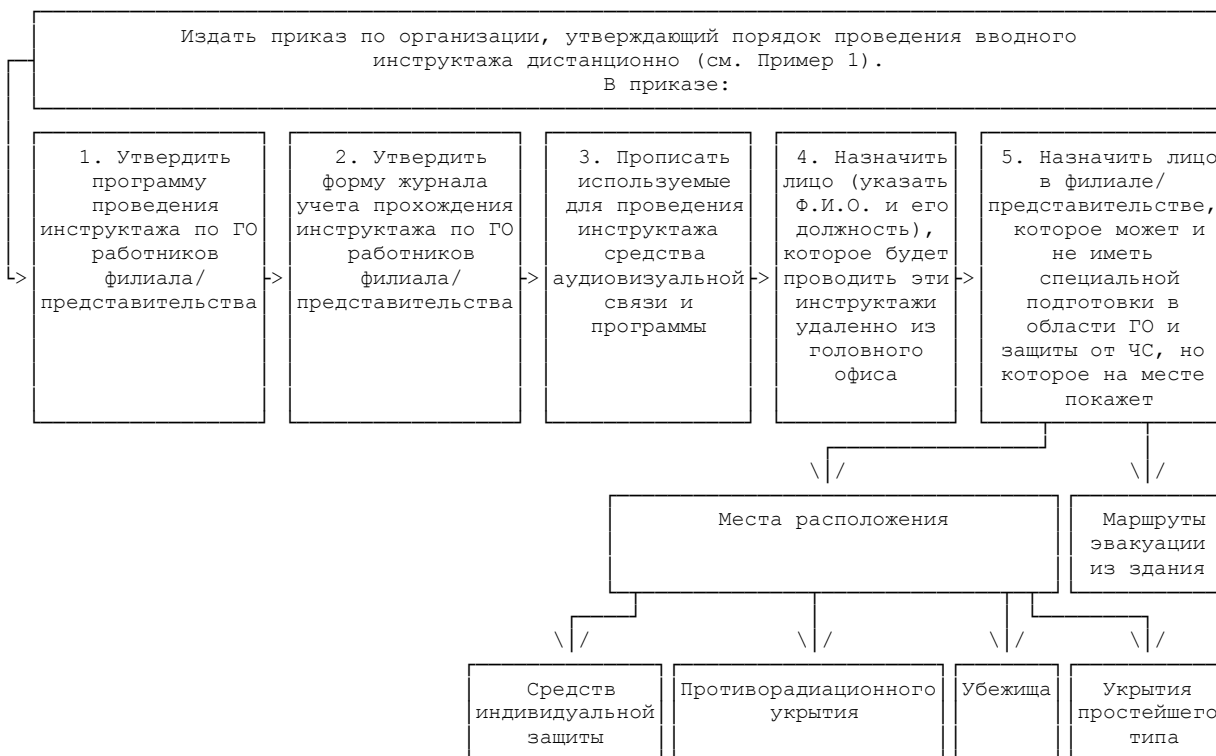 Издать приказ по организации, утверждающий порядок проведения вводного
инструктажа дистанционно (см. Пример 1).
В приказе:
1. Утвердить
программу
проведения
инструктажа по ГО
работников
филиала/
представительства
2. Утвердить
форму журнала
учета прохождения
инструктажа по ГО
работников
филиала/
представительства
3. Прописать
используемые
для проведения
инструктажа
средства
аудиовизуальной
связи и
программы
4. Назначить
лицо (указать
Ф.И.О. и его
должность),
которое будет
проводить эти
инструктажи
удаленно из
головного
офиса
5. Назначить лицо
в филиале/
представительстве,
которое может и
не иметь
специальной
подготовки в
области ГО и
защиты от ЧС, но
которое на месте
покажет
Места расположения
Маршруты
эвакуации
из здания
Средств
индивидуальной
защиты
Противорадиационного
укрытия
Убежища
Укрытия
простейшего
типа